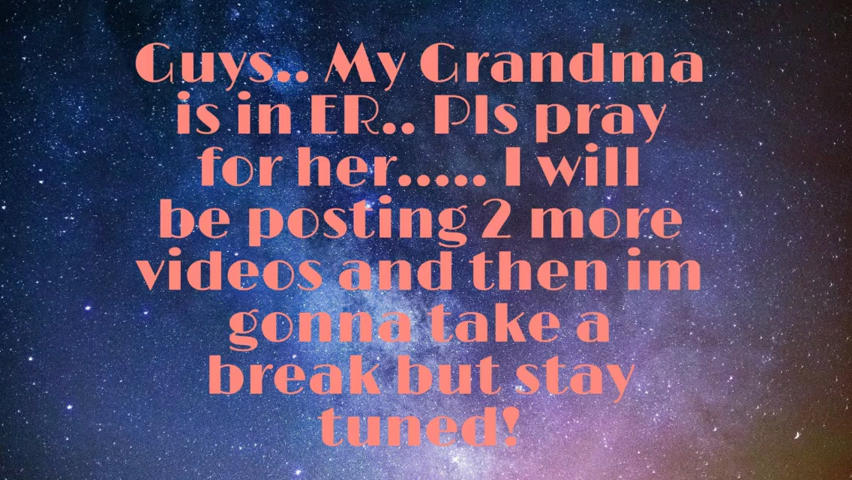 Guys.. My Grandma
is in ER.. Pls pray
for her..... I will
be posting 2 more
videos and then im
gonna take a
break but stay
tuned!